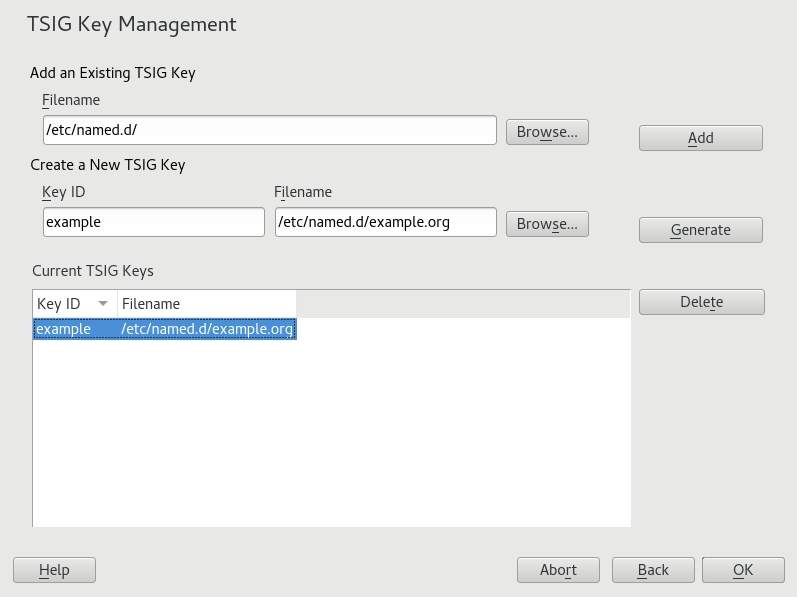 TSIG Key Management
Add an Existing TSIG Key
Filename
/etc/named.d/ Browse... Add
Create a New TSIG Key
Key ID Filename
example /etc/named.d/example.org Browse... Generate
Current TSIG Keys
Key ID Filename Delete
example /etc/named.d/example.org
Help Abort Back OK